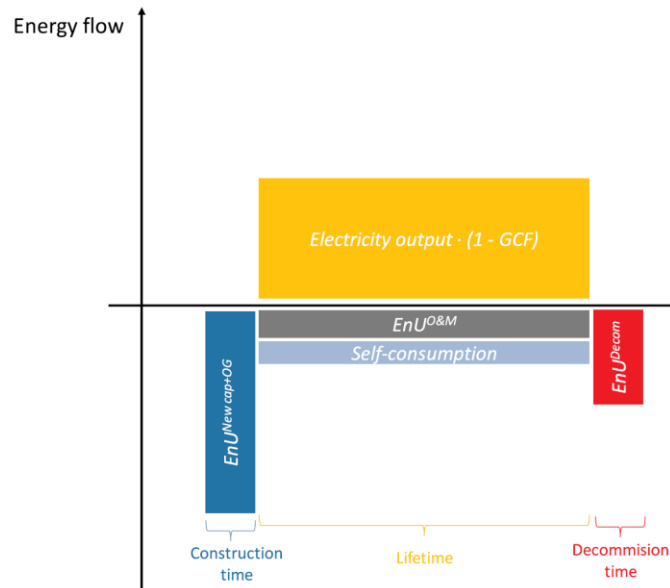 Energy flow
Electricity output · (1 - GCF)
EnU^O&M
Self-consumption
EnU^New cap+OG
EnU^Decom
Construction
time
Lifetime
Decommision
time